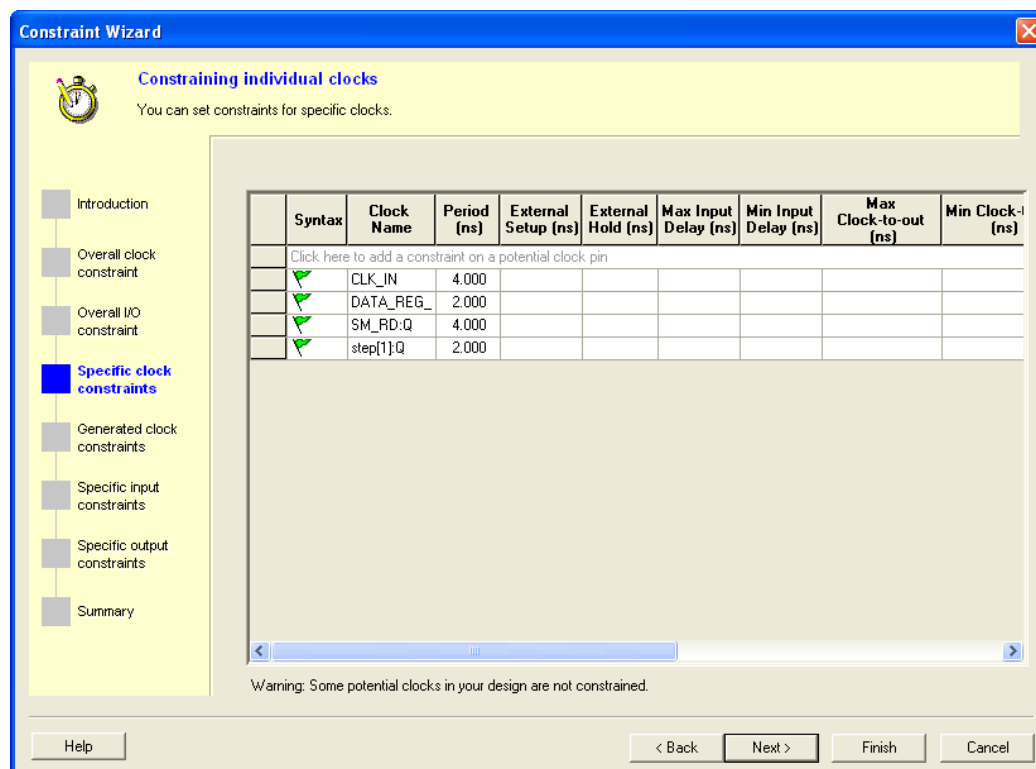 Constraint Wizard
Constraining individual clocks
You can set constraints for specific clocks.
Introduction
Overall clock
constraint
Overall I/O
constraint
Specific clock
constraints
Generated clock
constraints
Specific input
constraints
Specific output
constraints
Summary
Syntax Clock Name Period (ns) External Setup (ns) External Hold (ns) Max Input Delay (ns) Min Input Delay (ns) Max Clock-to-out (ns) Min Clock- (ns)
Click here to add a constraint on a potential clock pin
CLK_IN 4.000
DATA_REG_ 2.000
SM_RD:Q 4.000
step[1]:Q 2.000
Warning: Some potential clocks in your design are not constrained.
Help < Back Next > Finish Cancel